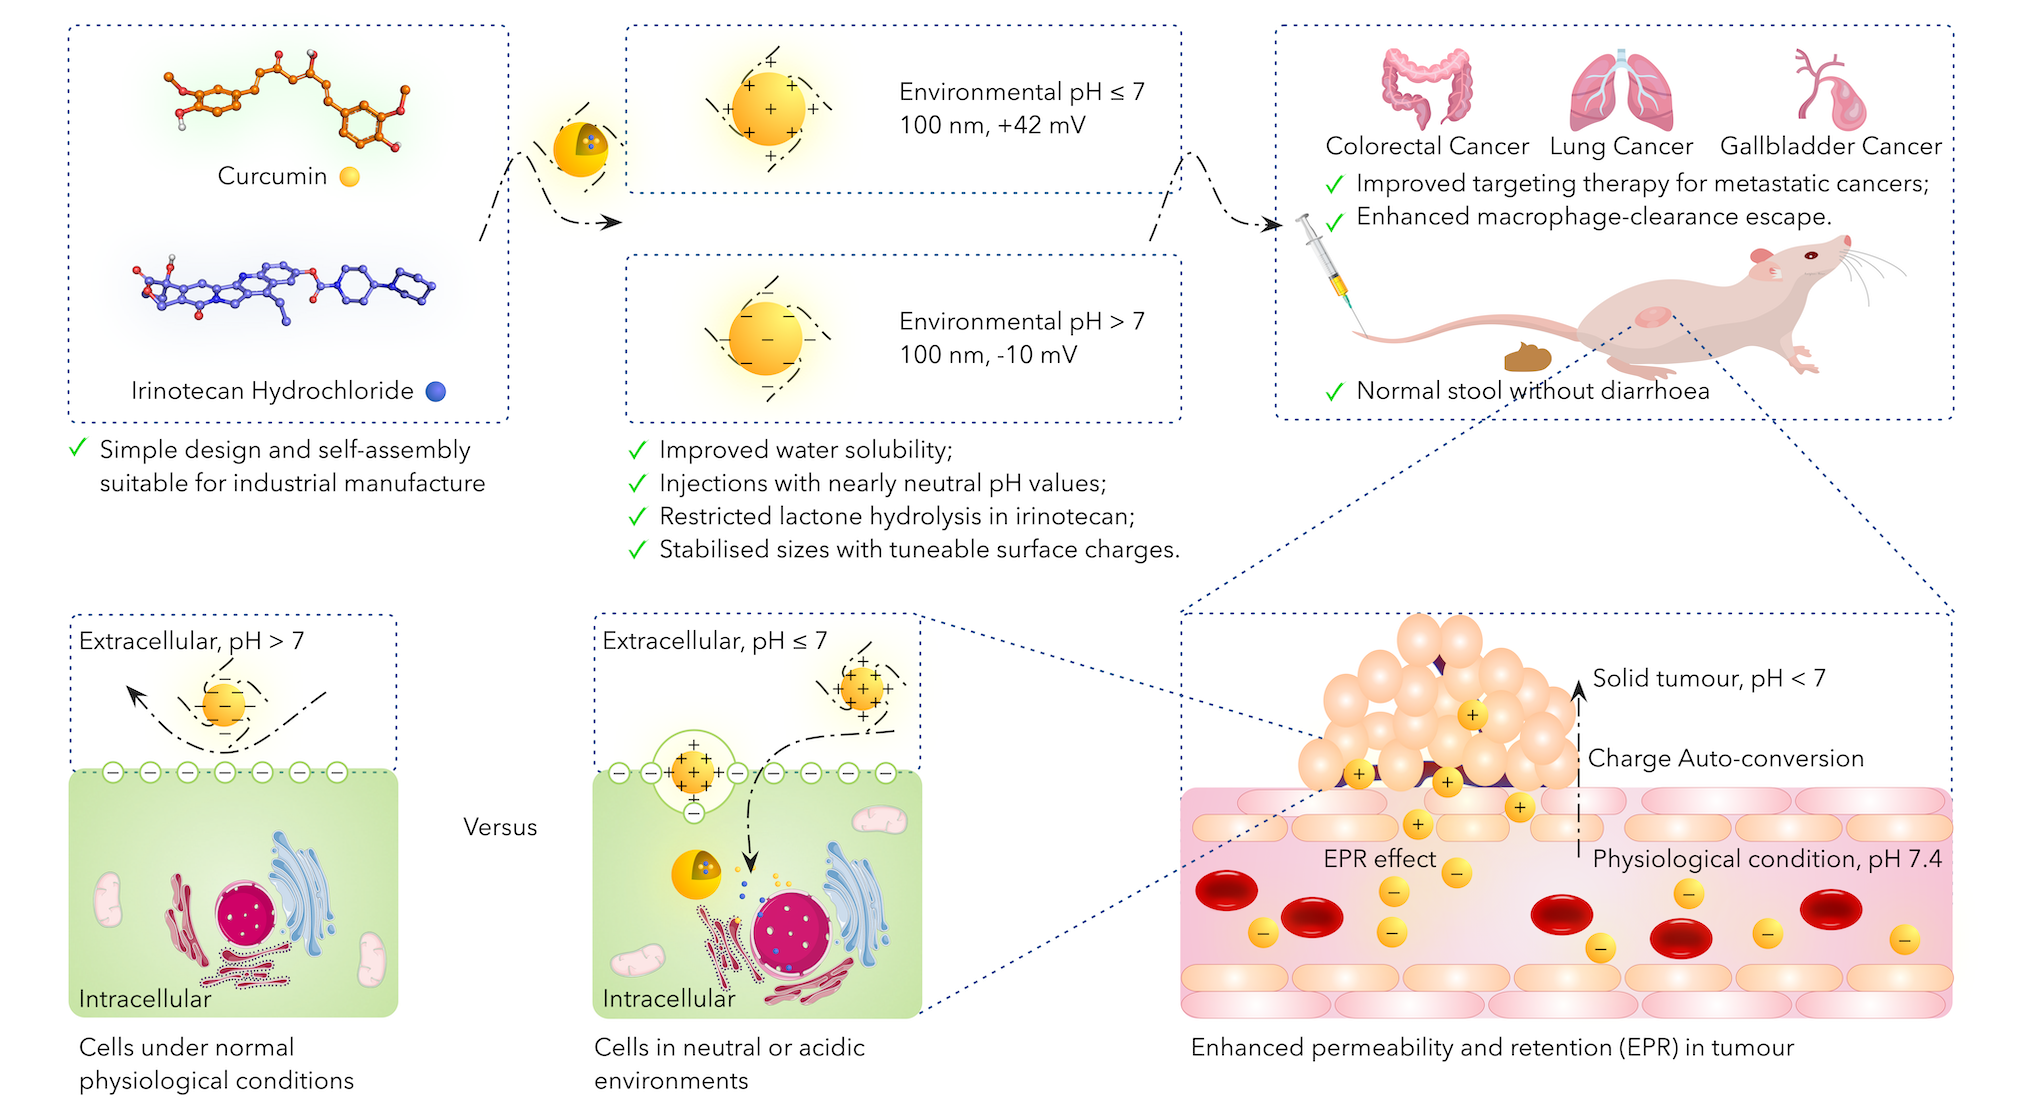 Curcumin
Irinotecan Hydrochloride
✓ Simple design and self-assembly
suitable for industrial manufacture
Environmental pH ≤ 7
100 nm, +42 mV
Environmental pH > 7
100 nm, -10 mV
✓ Improved water solubility;
✓ Injections with nearly neutral pH values;
✓ Restricted lactone hydrolysis in irinotecan;
✓ Stabilised sizes with tuneable surface charges.
Colorectal Cancer
Lung Cancer
Gallbladder Cancer
✓ Improved targeting therapy for metastatic cancers;
✓ Enhanced macrophage-clearance escape.
✓ Normal stool without diarrhoea
Extracellular, pH > 7
Intracellular
Cells under normal
physiological conditions
Versus
Extracellular, pH ≤ 7
Intracellular
Cells in neutral or acidic
environments
Solid tumour, pH < 7
Charge Auto-conversion
EPR effect
Physiological condition, pH 7.4
Enhanced permeability and retention (EPR) in tumour